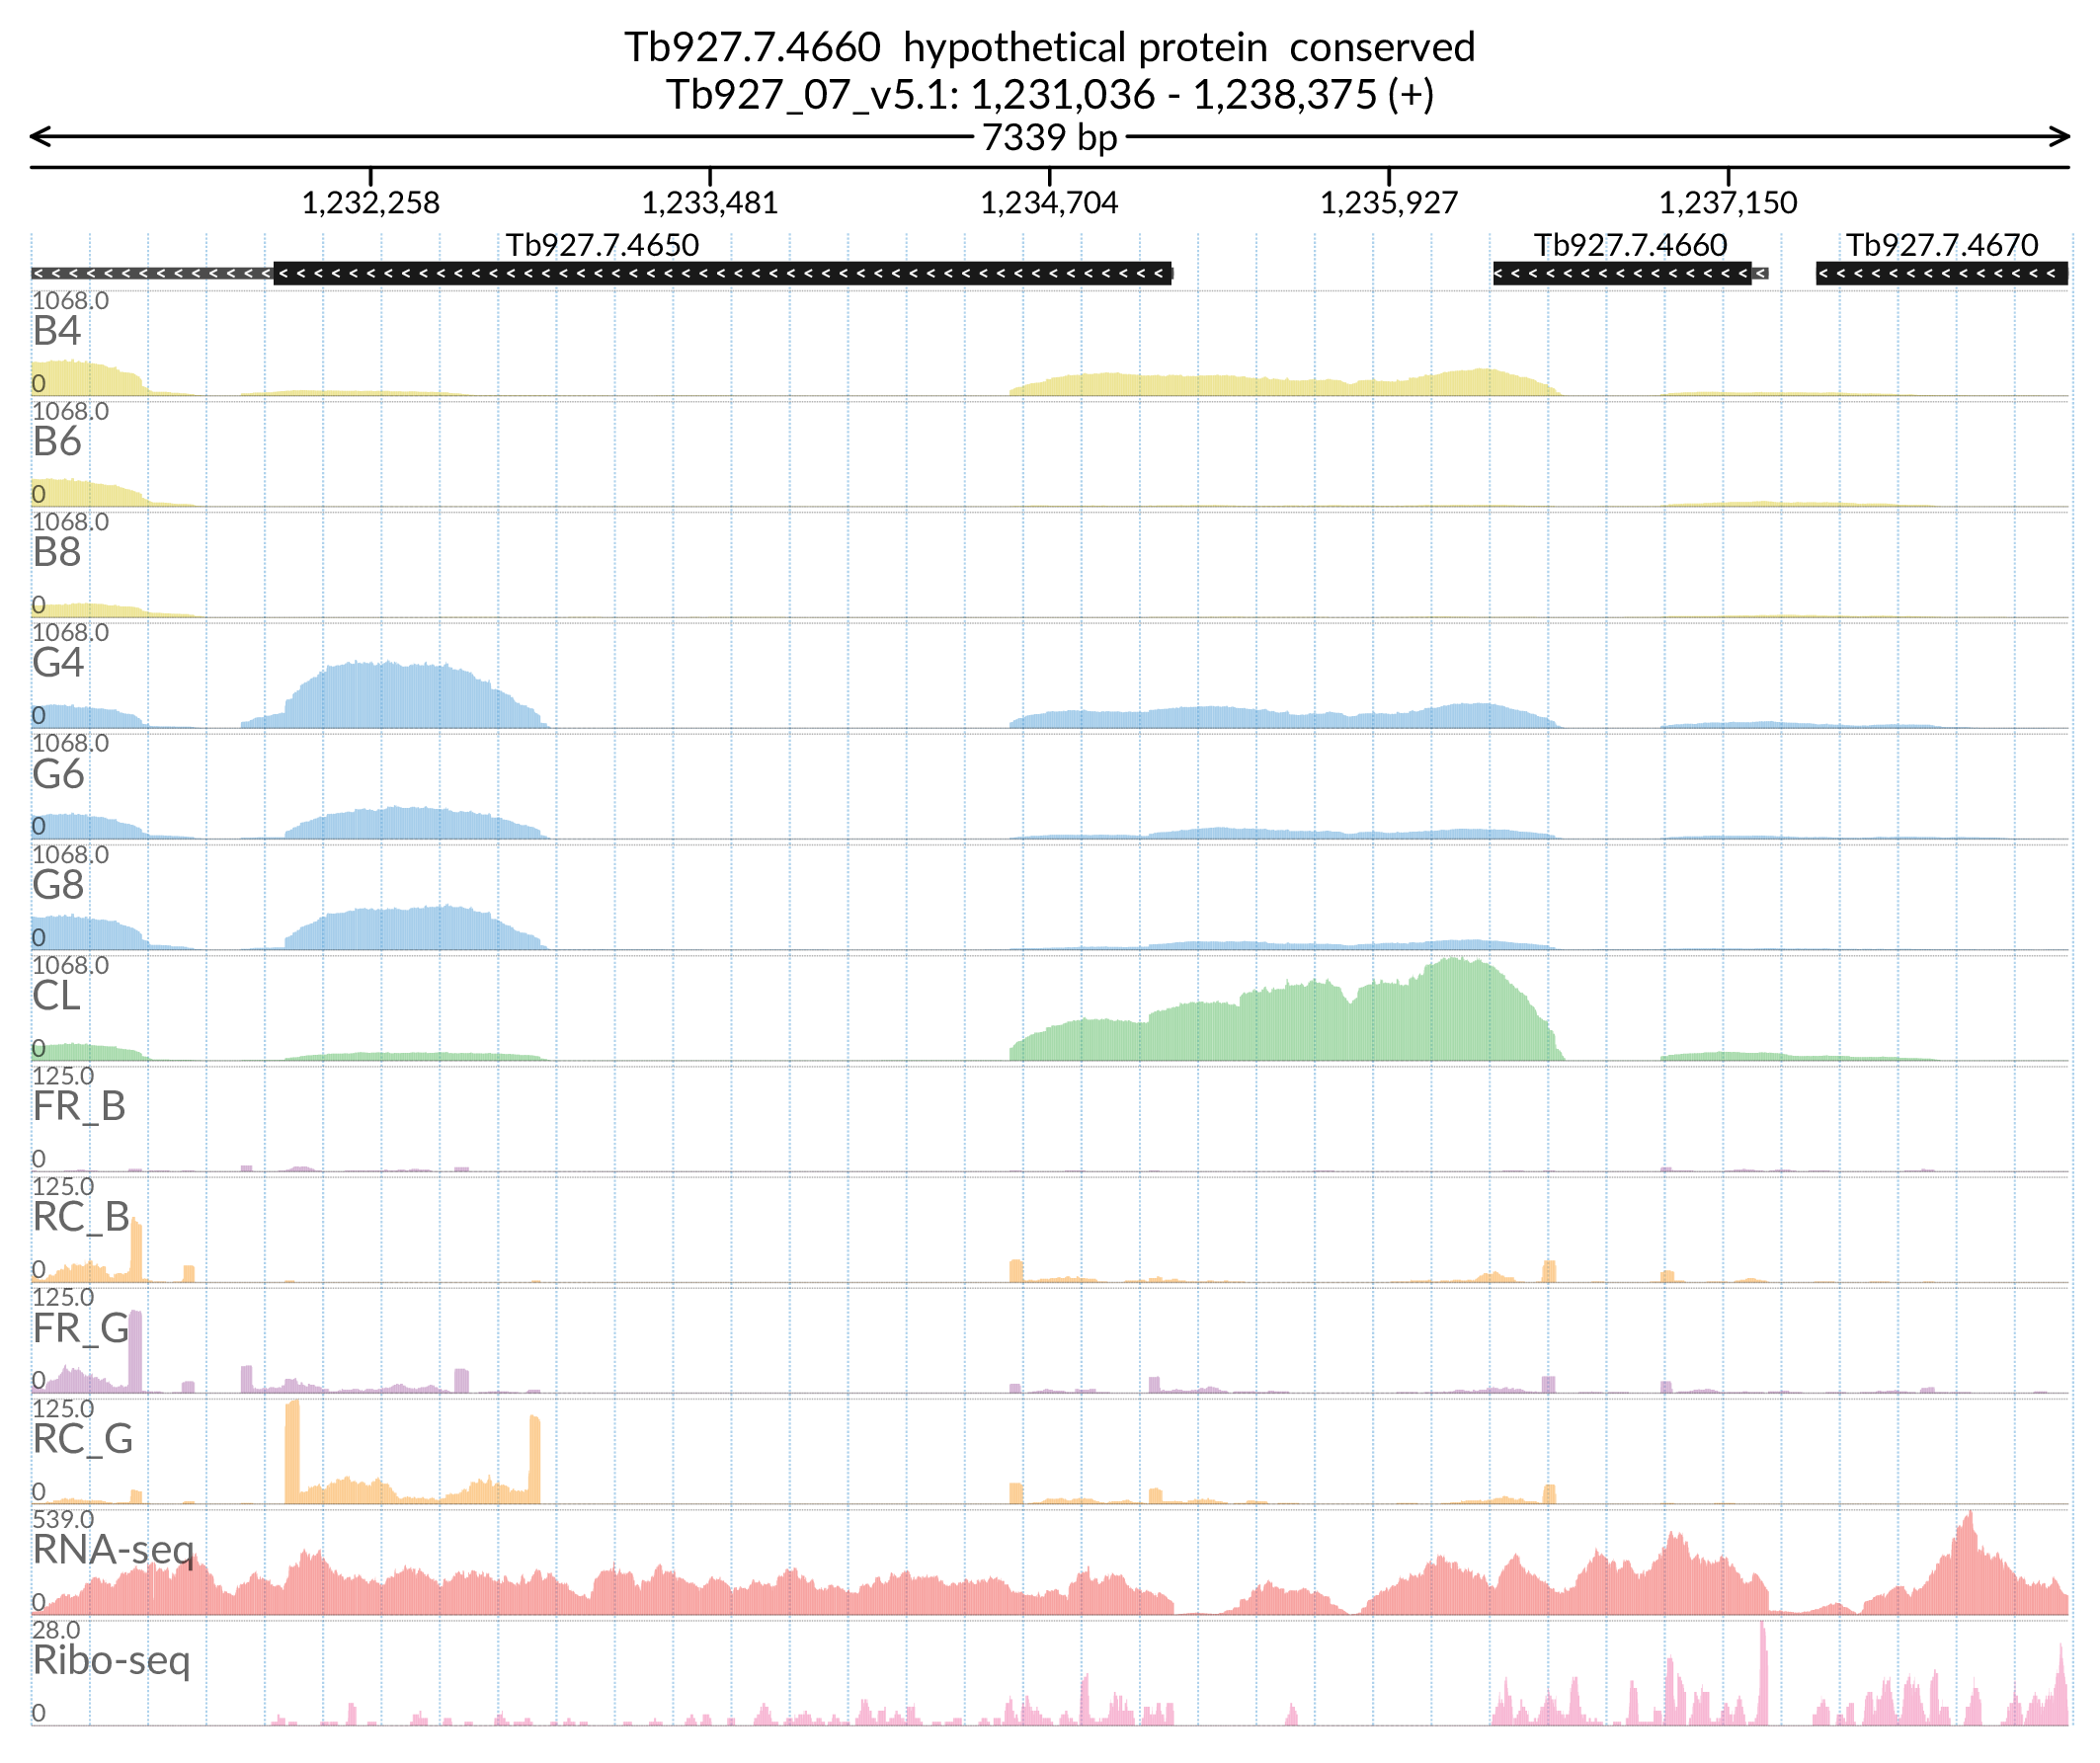 Tb927.7.4660 hypothetical protein conserved
Tb927_07_v5.1: 1,231,036 - 1,238,375 (+)
7339 bp
1,232,258 1,233,481 1,234,704 1,235,927 1,237,150
Tb927.7.4650 Tb927.7.4660 Tb927.7.4670
1068.0
B4
0
1068.0
B6
0
1068.0
B8
0
1068.0
G4
0
1068.0
G6
0
1068.0
G8
0
1068.0
CL
0
125.0
FR_B
0
125.0
RC_B
0
125.0
FR_G
0
125.0
RC_G
0
539.0
RNA-seq
0
28.0
Ribo-seq
0